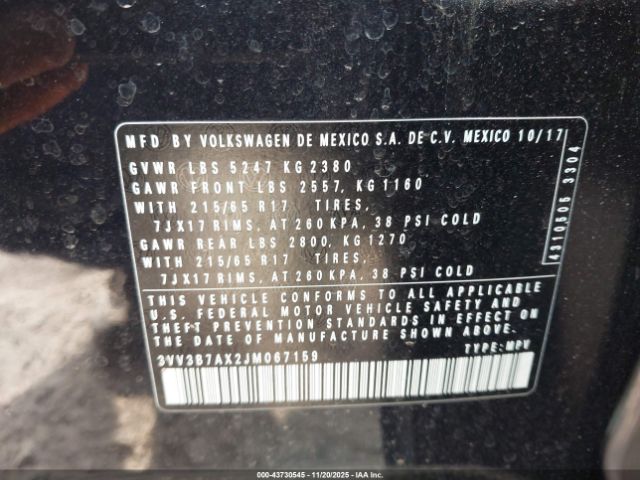 MFD BY VOLKSWAGEN DE MEXICO S.A. DE C.V. MEXICO 10/17
GVWR LBS 5247 KG 2380
GAWR FRONT LBS 2557, KG 1160
WITH 215/65 R17 TIRES,
7JX17 RIMS, AT 260 KPA, 38 PSI COLD
GAWR REAR LBS 2800, KG 1270
WITH 215/65 R17 TIRES,
7JX17 RIMS, AT 260 KPA, 38 PSI COLD
THIS VEHICLE CONFORMS TO ALL APPLICABLE
U.S. FEDERAL MOTOR VEHICLE SAFETY AND
THEFT PREVENTION STANDARDS IN EFFECT ON
THE DATE OF MANUFACTURE SHOWN ABOVE.
3VV3B7AX2JM067159 TYPE: MPV
4310506 3304
000-43730545 - 11/20/2025 - IAA Inc.